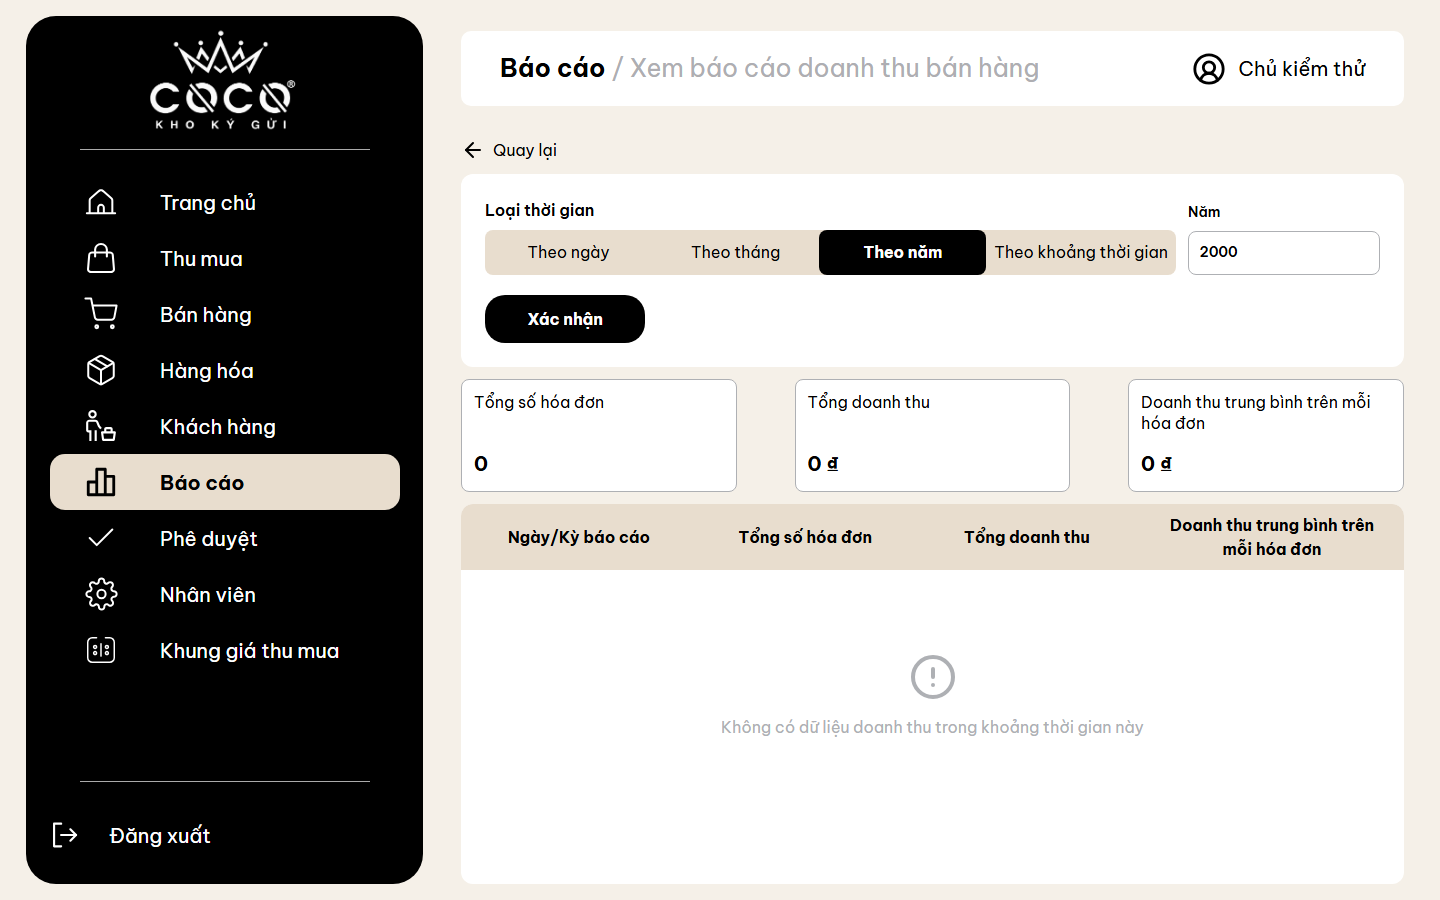 COCO®
KHO KÝ GỬI
Trang chủ
Thu mua
Bán hàng
Hàng hóa
Khách hàng
Báo cáo
Phê duyệt
Nhân viên
Khung giá thu mua
Đăng xuất
Báo cáo / Xem báo cáo doanh thu bán hàng
Chủ kiểm thử
Quay lại
Loại thời gian
Năm
Theo ngày Theo tháng Theo năm Theo khoảng thời gian
2000
Xác nhận
Tổng số hóa đơn
0
Tổng doanh thu
0 ₫
Doanh thu trung bình trên mỗi
hóa đơn
0 ₫
Ngày/Kỳ báo cáo
Tổng số hóa đơn
Tổng doanh thu
Doanh thu trung bình trên
mỗi hóa đơn
Không có dữ liệu doanh thu trong khoảng thời gian này